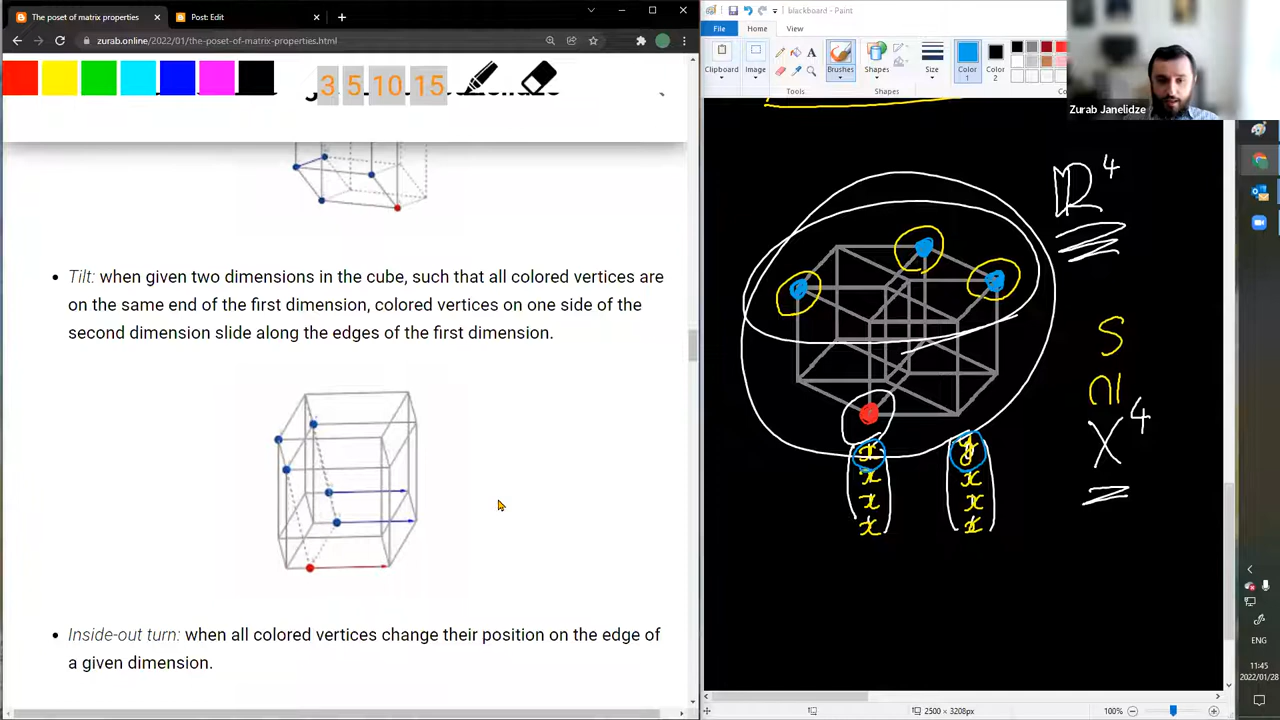 The poset of matrix properties
Post: Edit
zurab.online/2022/01/the-poset-of-matrix-properties.html
3 5 10 15
Tilt: when given two dimensions in the cube, such that all colored vertices are
on the same end of the first dimension, colored vertices on one side of the
second dimension slide along the edges of the first dimension.
Inside-out turn: when all colored vertices change their position on the edge of
a given dimension.
blackboard - Paint
File
Home
View
Clipboard
Image
Brushes
Shapes
Size
Color
1
Color
2
Tools
Shapes
Zurab Janelidze
ℝ⁴
S
X⁴
x
x
x
x
x
x
x
2500 × 3208px
100%
ENG
11:45
2022/01/28